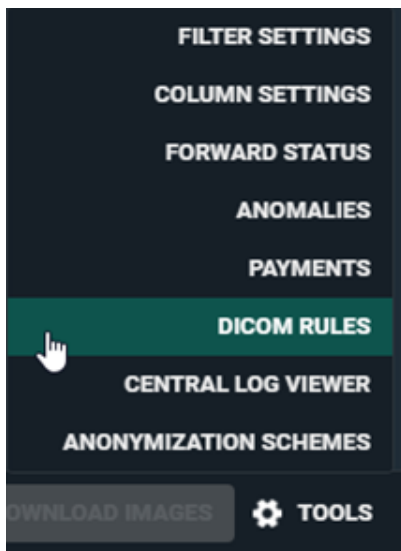 FILTER SETTINGS
COLUMN SETTINGS
FORWARD STATUS
ANOMALIES
PAYMENTS
DICOM RULES
CENTRAL LOG VIEWER
ANONYMIZATION SCHEMES
OWNLOAD IMAGES TOOLS